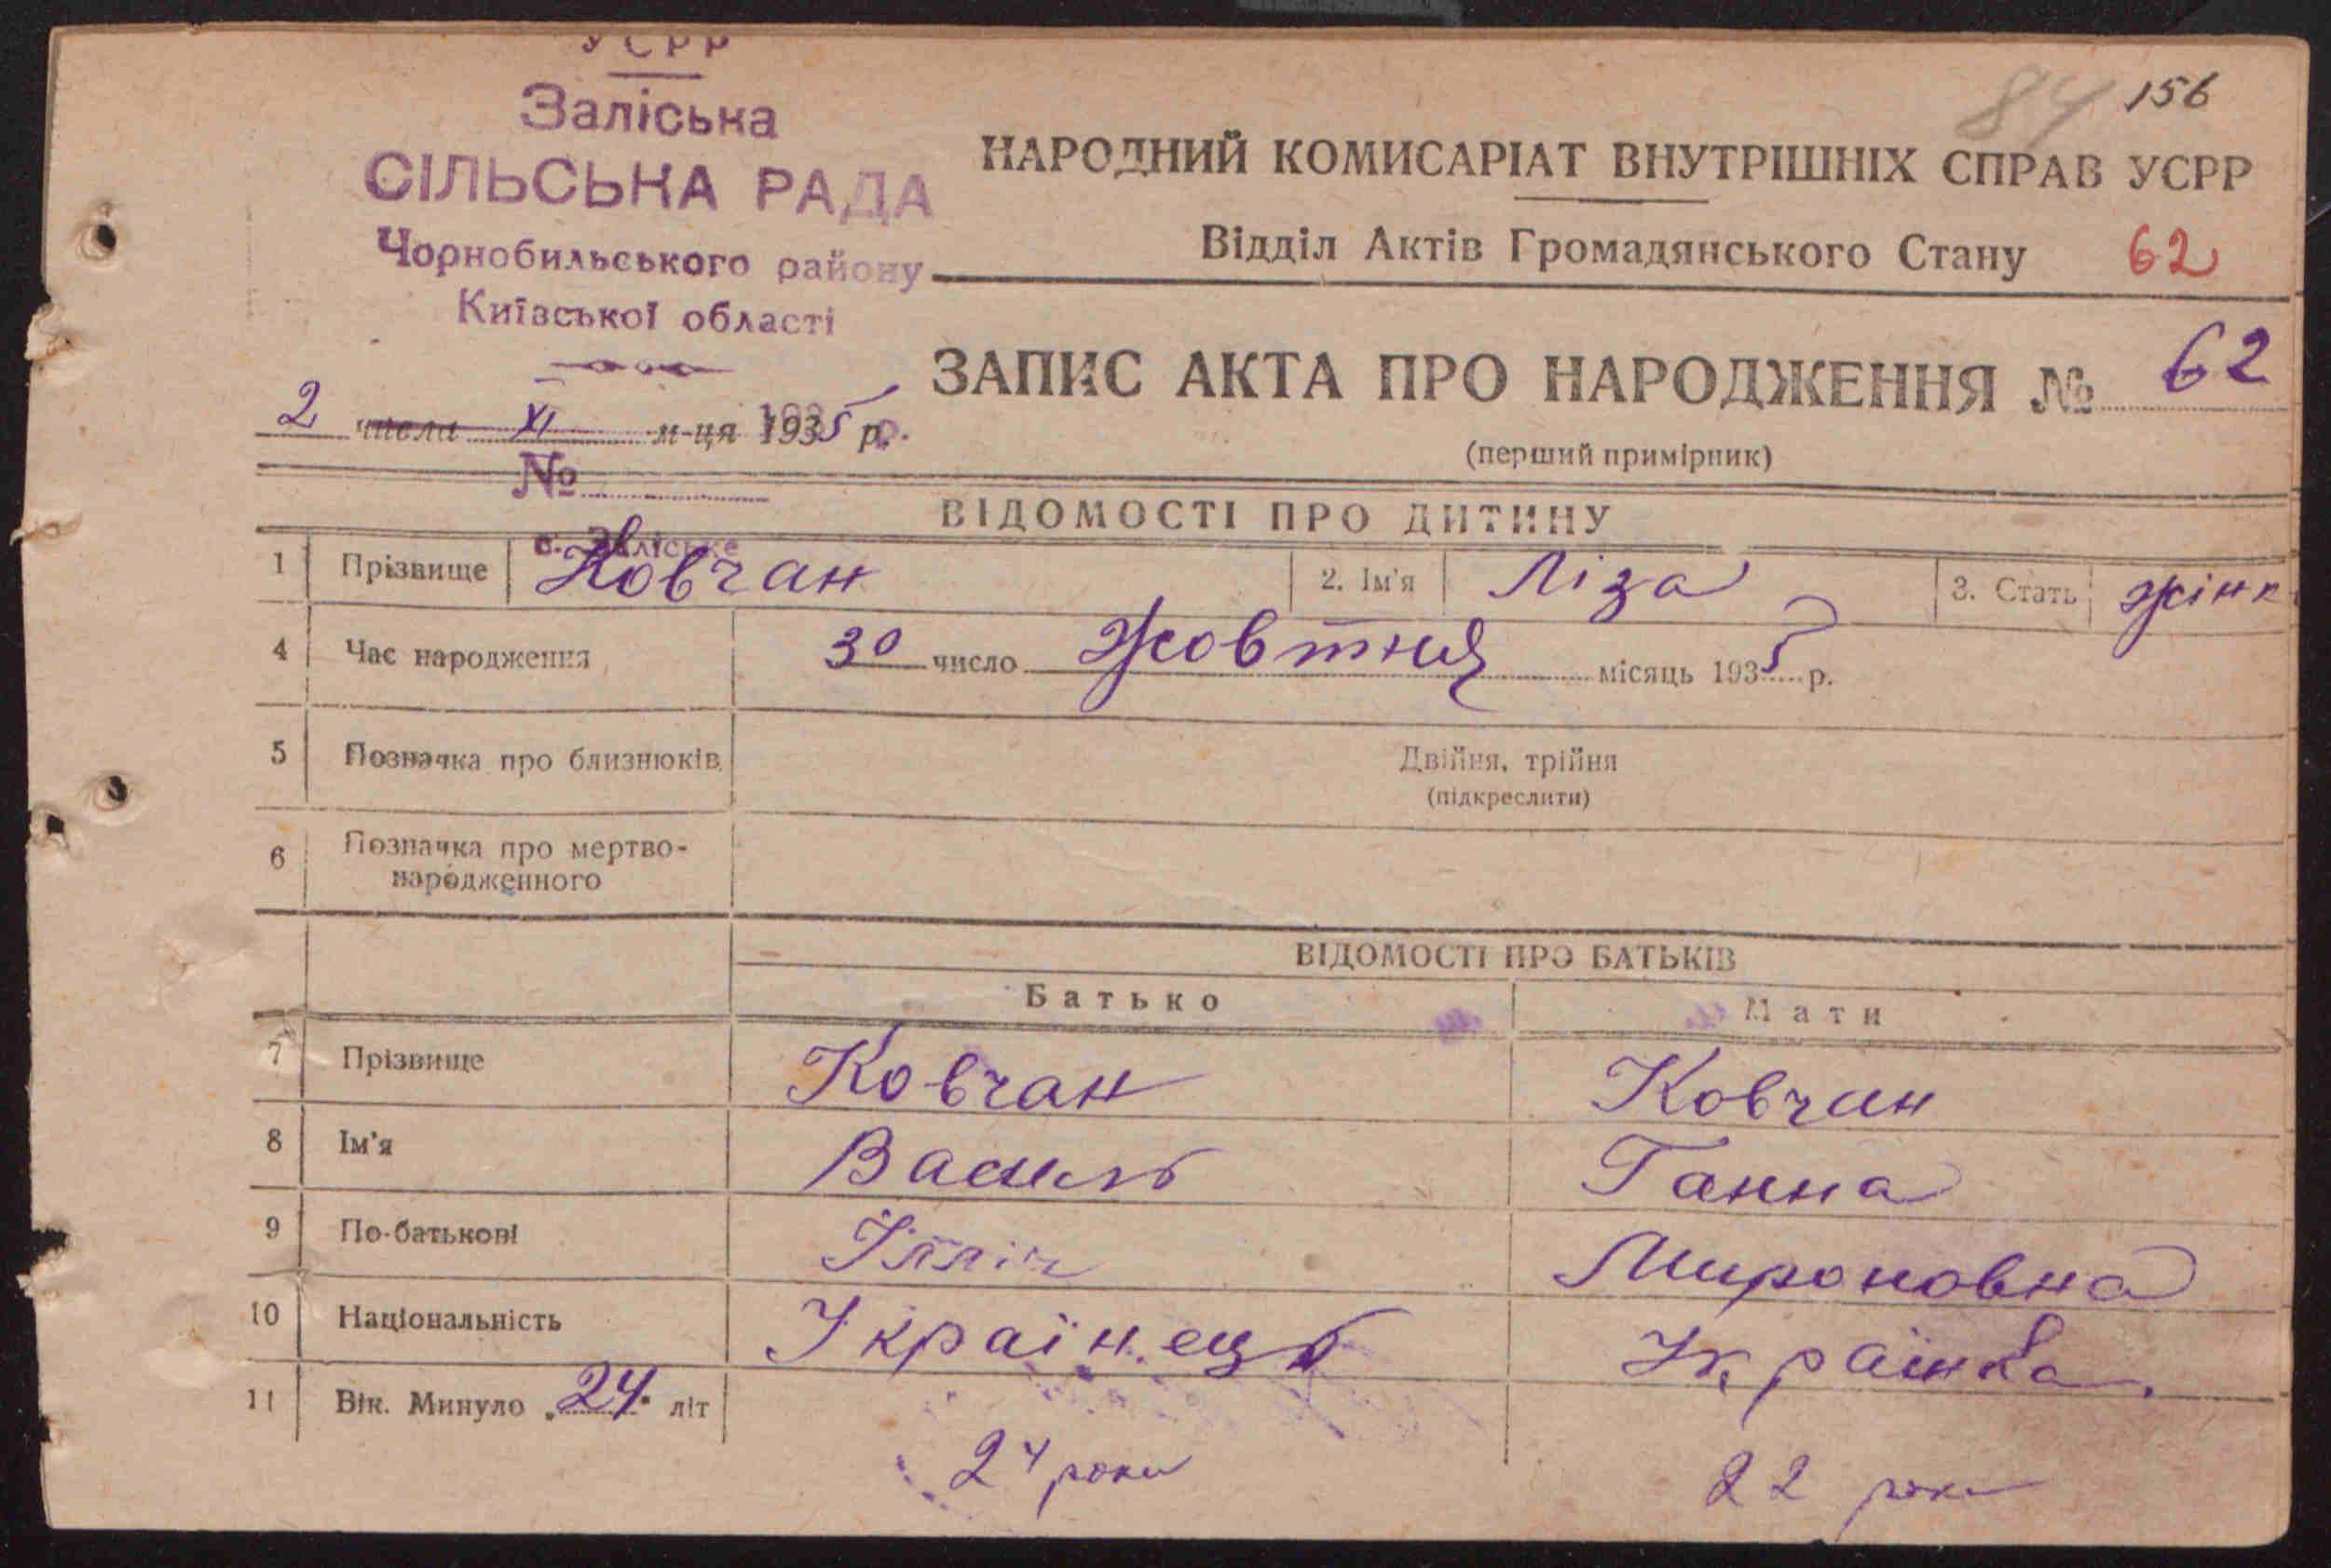 УСРР
Заліська
СІЛЬСЬКА РАДА
Чорнобильського району
Київської області
84 156
НАРОДНИЙ КОМИСАРІАТ ВНУТРІШНІХ СПРАВ УСРР
Відділ Актів Громадянського Стану 62
ЗАПИС АКТА ПРО НАРОДЖЕННЯ № 62
2 числа XI м-ця 1935 р.
(перший примірник)
№
с. Заліське
ВІДОМОСТІ ПРО ДИТИНУ
1 Прізвище Ковчан 2. Ім'я Ліза 3. Стать жінк
4 Час народження 30 число Жовтня місяць 1935 р.
5 Позначка про близнюків Двійня, трійня
(підкреслити)
6 Позначка про мертво-
народженного
ВІДОМОСТІ ПРО БАТЬКІВ
Батько Мати
7 Прізвище Ковчан Ковчан
8 Ім'я Василь Ганна
9 По-батькові Мироновна
10 Національність Українець Українка
11 Вік. Минуло „24" літ
24 роки 22 роки